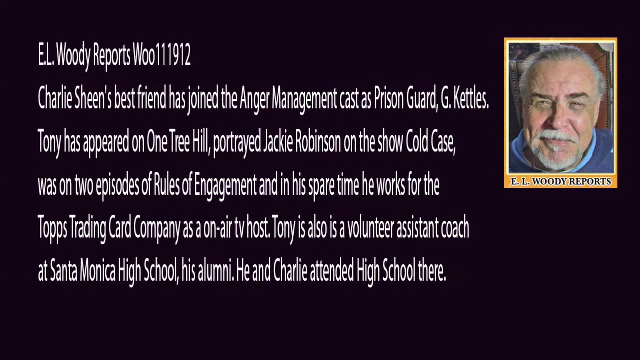 E.L. Woody Reports Woo111912
Charlie Sheen's best friend has joined the Anger Management cast as Prison Guard, G. Kettles.
Tony has appeared on One Tree Hill, portrayed Jackie Robinson on the show Cold Case,
was on two episodes of Rules of Engagement and in his spare time he works for the
Topps Trading Card Company as a on-air tv host. Tony is also is a volunteer assistant coach
at Santa Monica High School, his alumni. He and Charlie attended High School there.
E. L. WOODY REPORTS